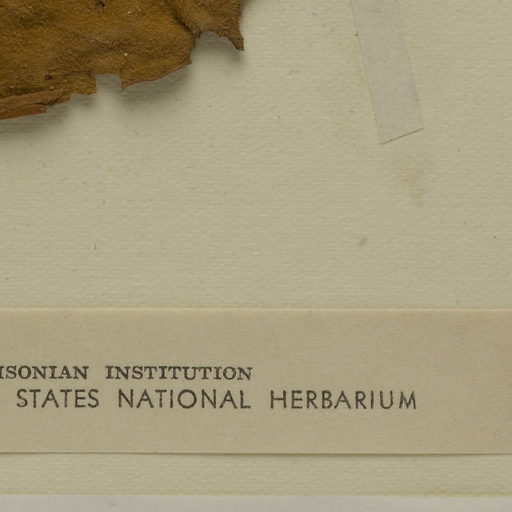 ISONIAN INSTITUTION
STATES NATIONAL HERBARIUM